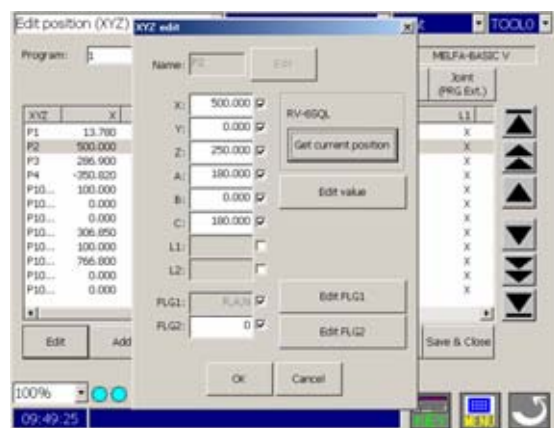 Edit position (XYZ)
TOOL0
XYZ edit
Program: 1
MELFA-BASIC V
Name: P2
Edit
Joint
(PRG Ext.)
XYZ X
L1
P1 13.780 X
P2 500.000 X
P3 286.900 X
P4 -350.820 X
P10... 100.000 X
P10... 0.000 X
P10... 0.000 X
P10... 306.850 X
P10... 100.000 X
P10... 766.800 X
P10... 0.000 X
P10... 0.000
X: 500.000
Y: 0.000
Z: 250.000
A: 180.000
B: 0.000
C: 180.000
L1:
L2:
FLG1: R,A,N
FLG2: 0
RV-6SQL
Get current position
Edit value
Edit FLG1
Edit FLG2
OK
Cancel
Edit
Add
Save & Close
100%
09:49:25
MENU